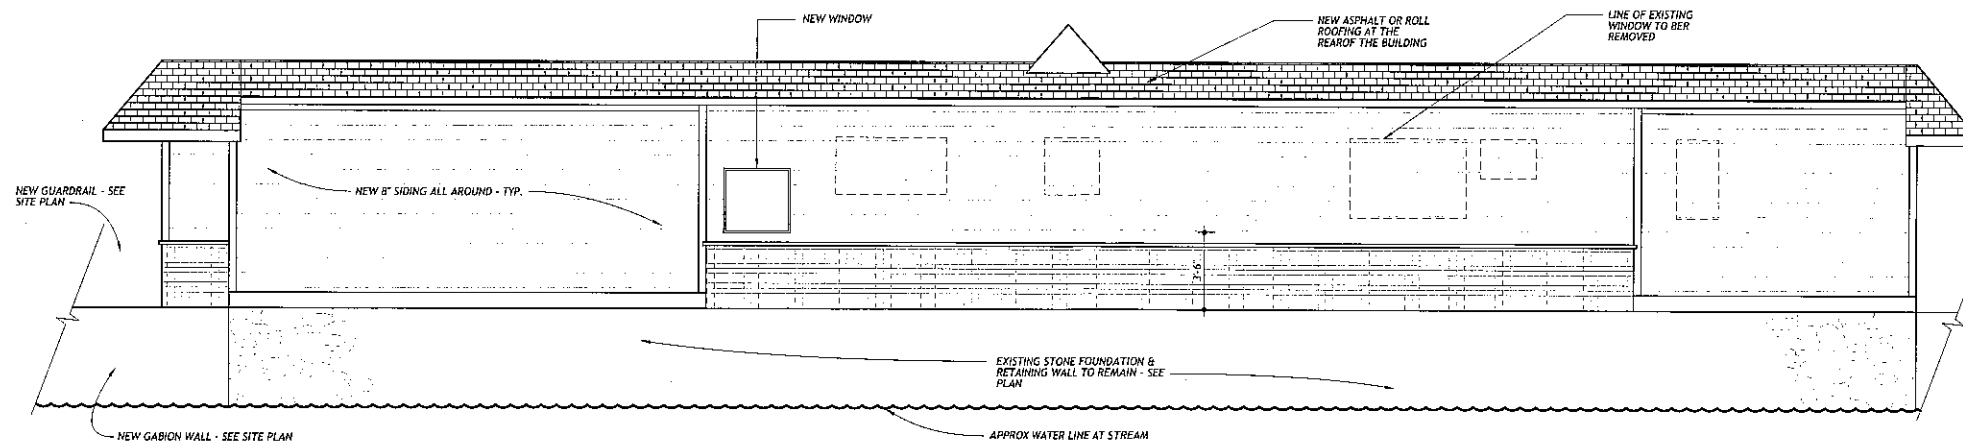 NEW WINDOW
NEW ASPHALT OR ROLL
ROOFING AT THE
REAROF THE BUILDING
LINE OF EXISTING
WINDOW TO BER
REMOVED
NEW GUARDRAIL - SEE
SITE PLAN
NEW 8" SIDING ALL AROUND - TYP.
3'-6"
EXISTING STONE FOUNDATION &
RETAINING WALL TO REMAIN - SEE
PLAN
NEW GABION WALL - SEE SITE PLAN
APPROX WATER LINE AT STREAM